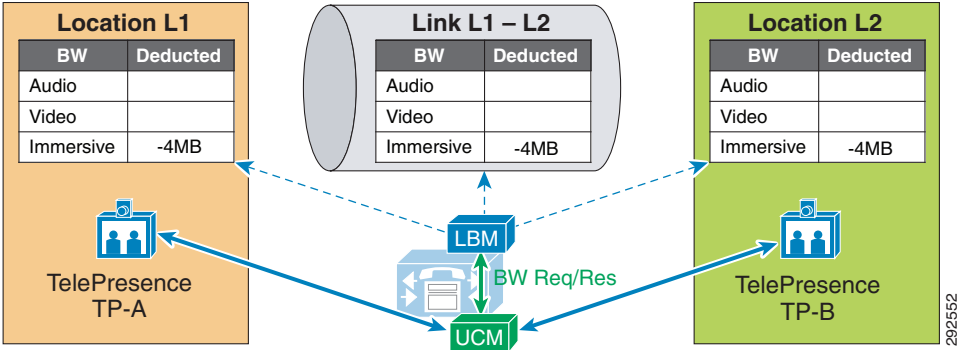 Location L1
BW Deducted
Audio
Video
Immersive -4MB
TelePresence
TP-A
Link L1 – L2
BW Deducted
Audio
Video
Immersive -4MB
LBM
BW Req/Res
UCM
Location L2
BW Deducted
Audio
Video
Immersive -4MB
TelePresence
TP-B
292552